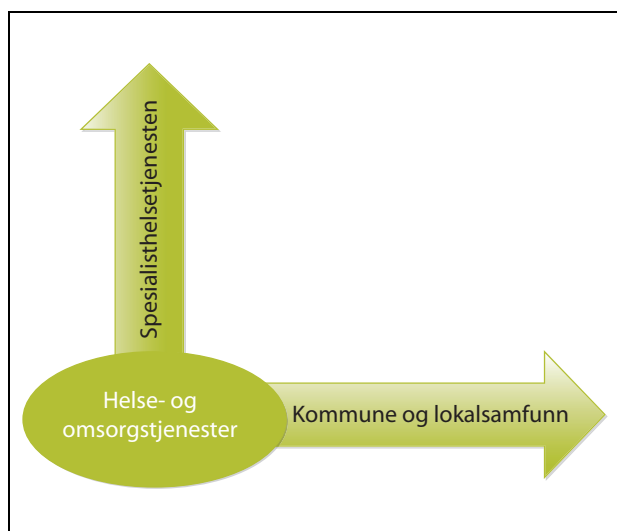 Spesialisthelsetjenesten
Helse- og
omsorgstjenester
Kommune og lokalsamfunn